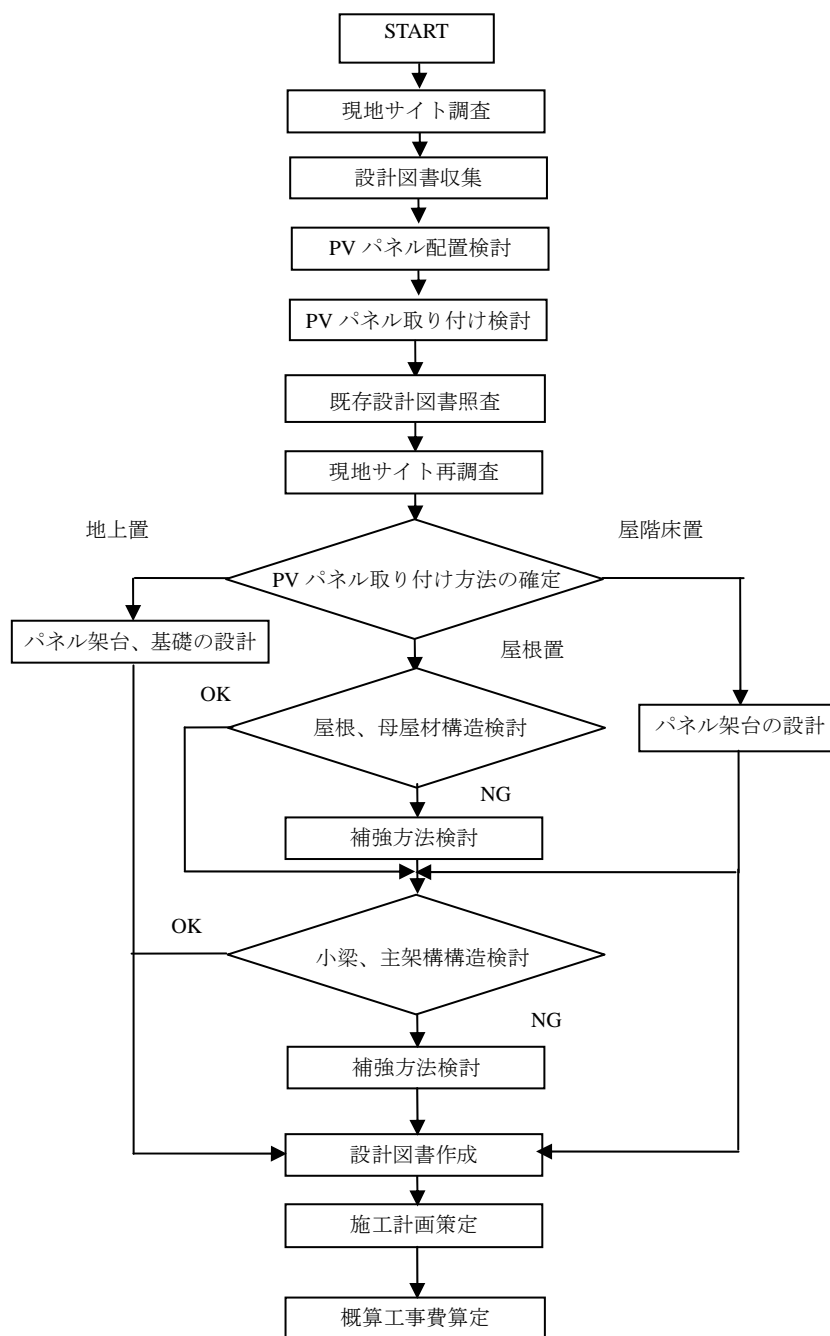 START
現地サイト調査
設計図書収集
PV パネル配置検討
PV パネル取り付け検討
既存設計図書照査
現地サイト再調査
地上置
屋階床置
PV パネル取り付け方法の確定
パネル架台、基礎の設計
屋根置
OK
パネル架台の設計
屋根、母屋材構造検討
NG
補強方法検討
OK
小梁、主架構構造検討
NG
補強方法検討
設計図書作成
施工計画策定
概算工事費算定